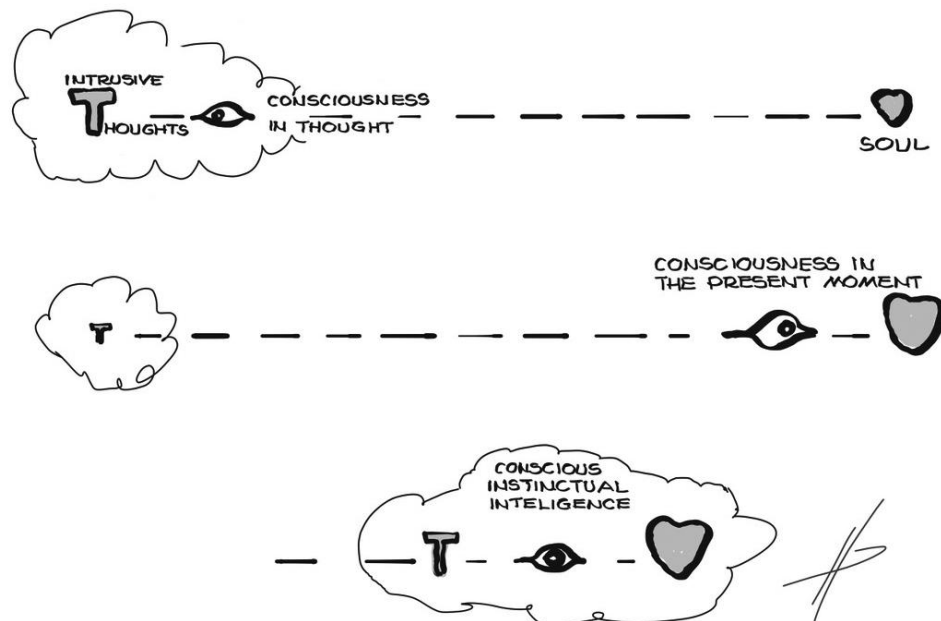 INTRUSIVE
THOUGHTS
CONSCIOUSNESS
IN THOUGHT
SOUL
CONSCIOUSNESS IN
THE PRESENT MOMENT
T
CONSCIOUS
INSTINCTUAL
INTELIGENCE
T